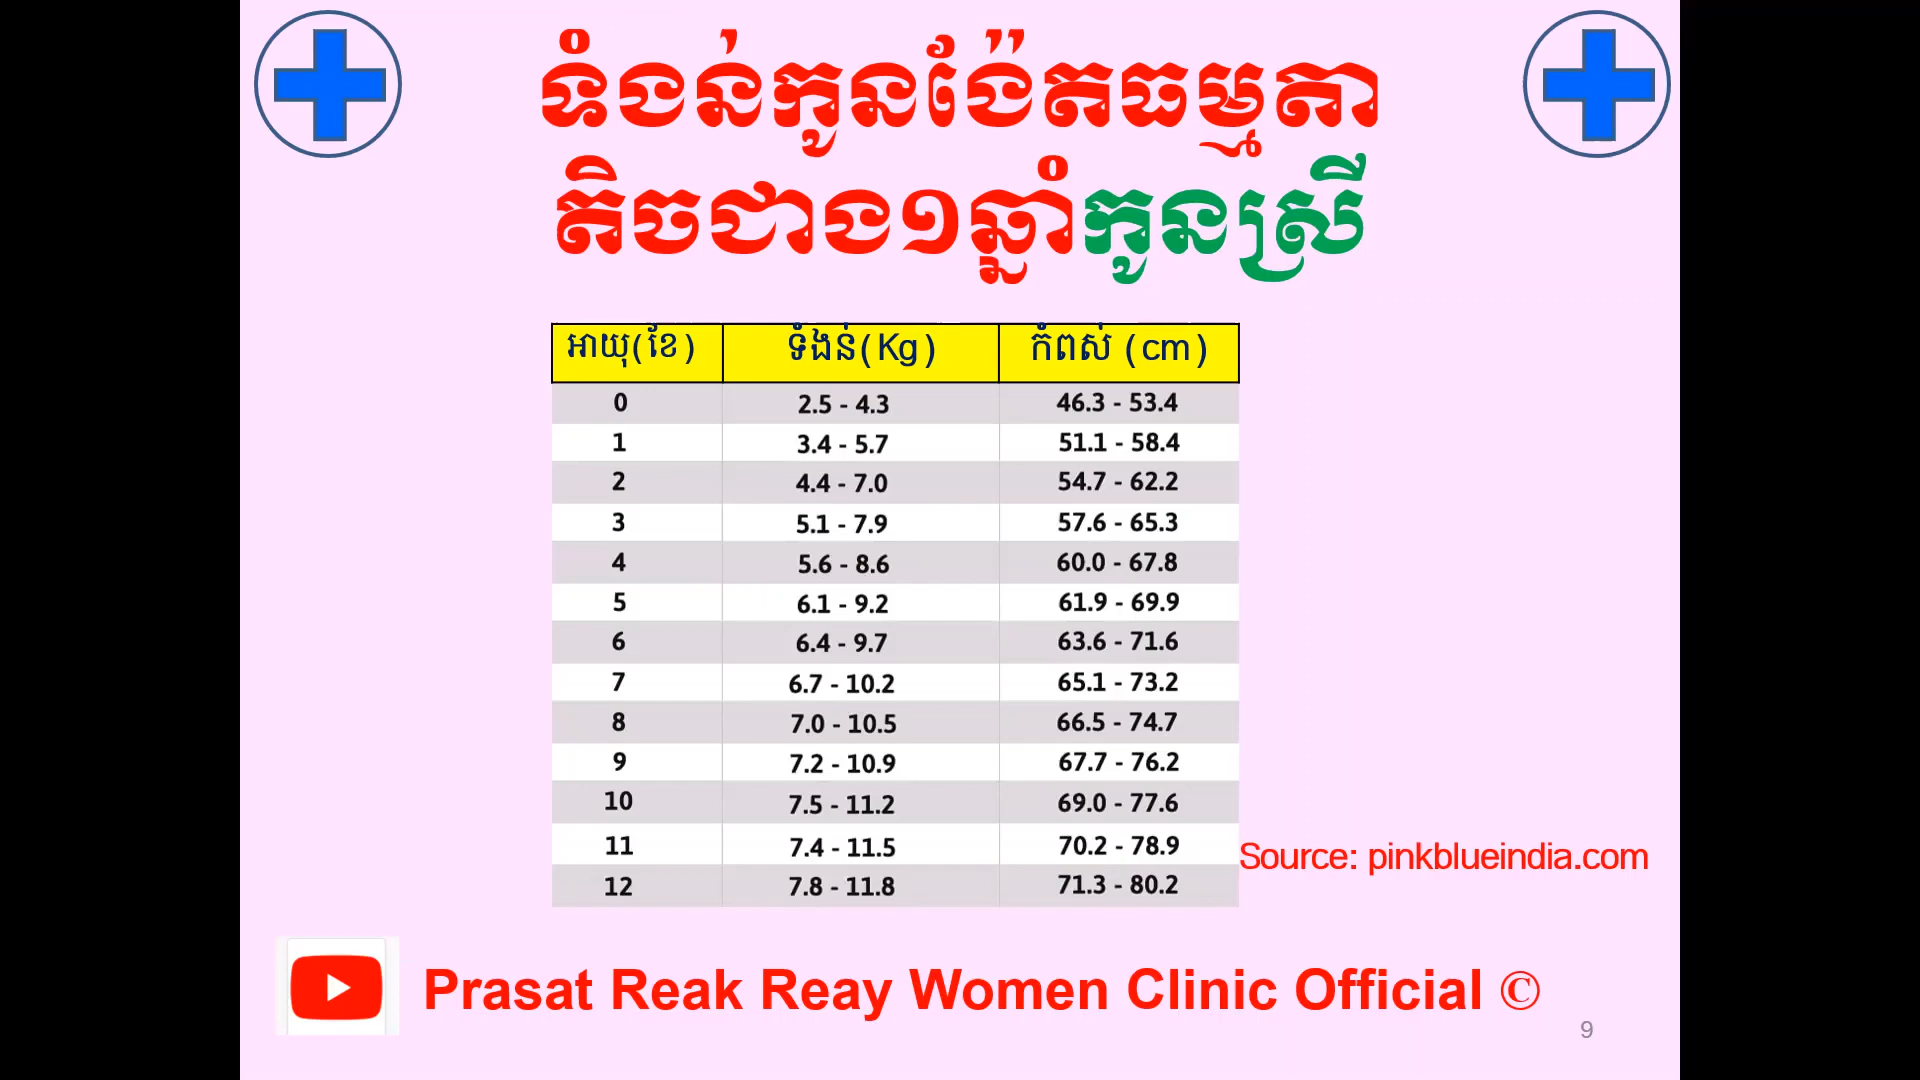 ទំងន់កូនង៉ែតធម្មតា
តិចជាង១ឆ្នាំកូនស្រី
អាយុ(ខែ) ទំងន់(Kg) កំពស់ (cm)
0 2.5 - 4.3 46.3 - 53.4
1 3.4 - 5.7 51.1 - 58.4
2 4.4 - 7.0 54.7 - 62.2
3 5.1 - 7.9 57.6 - 65.3
4 5.6 - 8.6 60.0 - 67.8
5 6.1 - 9.2 61.9 - 69.9
6 6.4 - 9.7 63.6 - 71.6
7 6.7 - 10.2 65.1 - 73.2
8 7.0 - 10.5 66.5 - 74.7
9 7.2 - 10.9 67.7 - 76.2
10 7.5 - 11.2 69.0 - 77.6
11 7.4 - 11.5 70.2 - 78.9
12 7.8 - 11.8 71.3 - 80.2
Source: pinkblueindia.com
Prasat Reak Reay Women Clinic Official ©
9